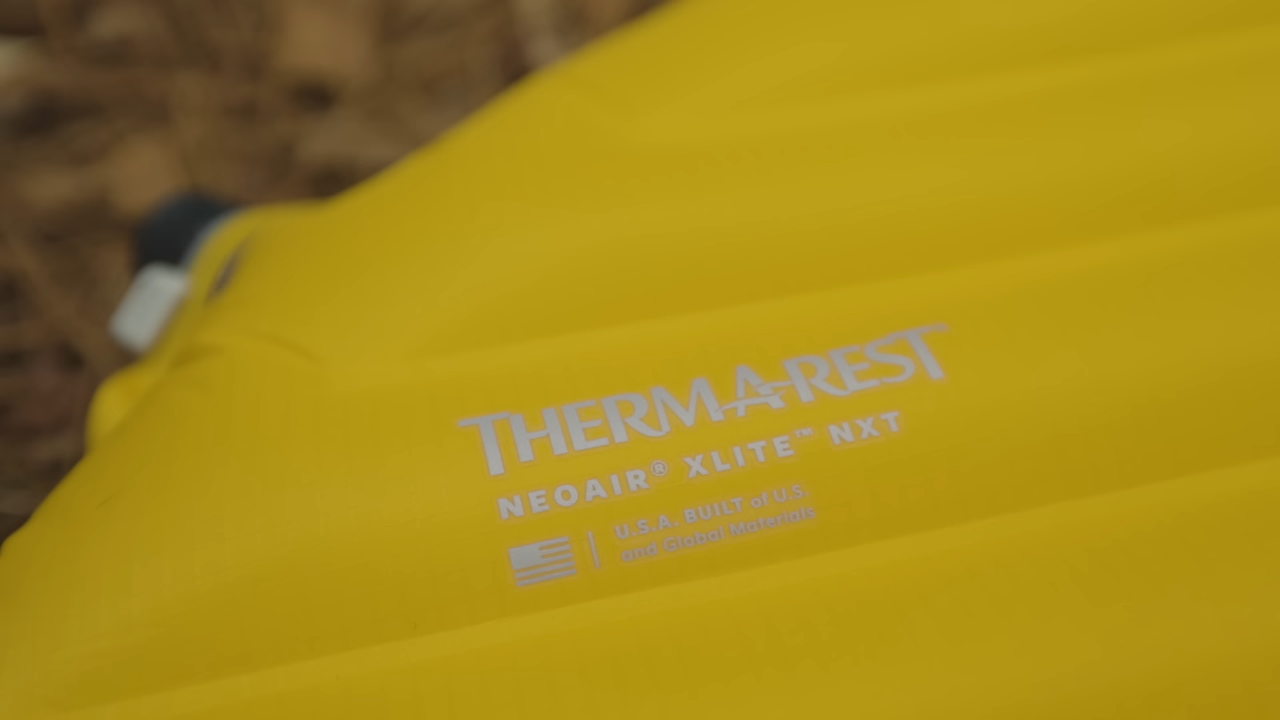 THERM-A-REST
NEOAIR® XLITE™ NXT
U.S.A. BUILT of U.S.
and Global Materials